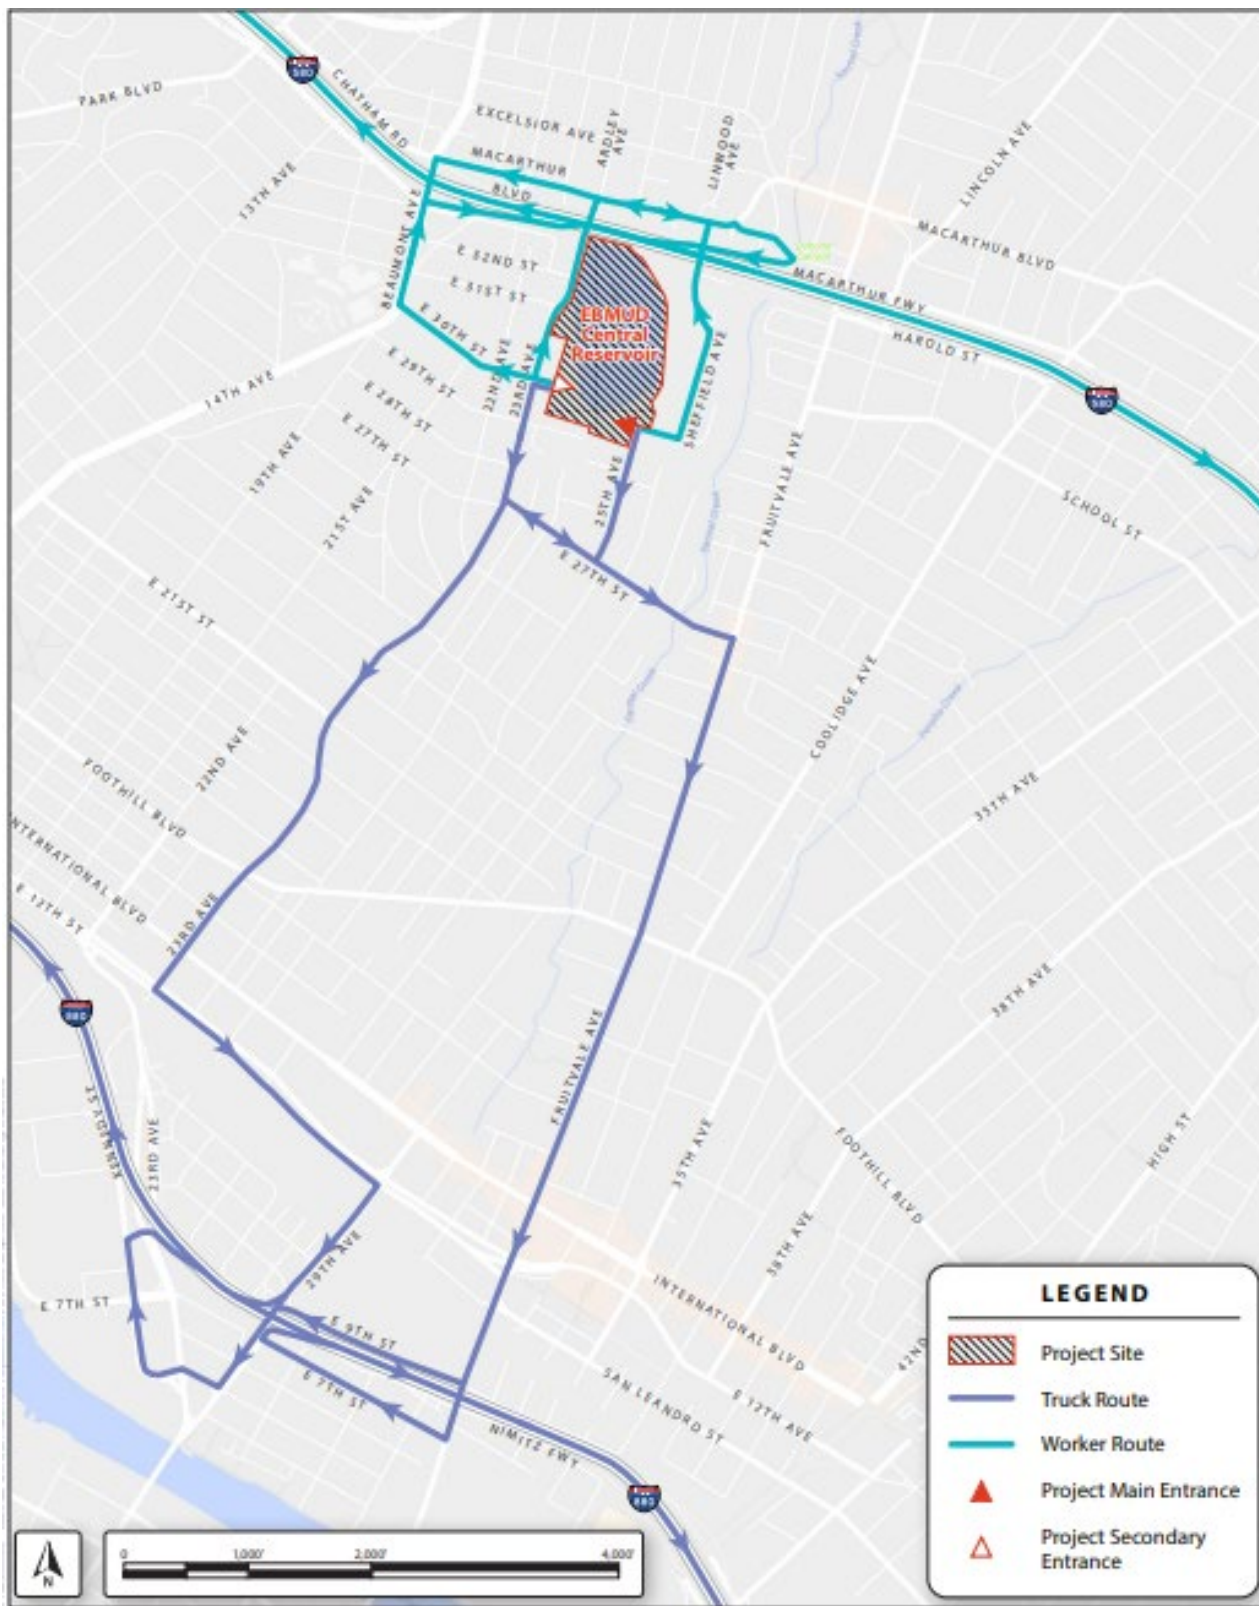 580
CHATHAM RD
PARK BLVD
EXCELSIOR AVE
ARDLEY
AVE
LINWOOD
AVE
LINCOLN AVE
MACARTHUR
BLVD
13TH AVE
MACARTHUR BLVD
BEAUMONT AVE
E 32ND ST
E 31ST ST
MACARTHUR FWY
EBMUD
Central
Reservoir
E 30TH ST
HAROLD ST
E 29TH ST
22ND AVE
23RD AVE
SHEFFIELD AVE
580
14TH AVE
E 28TH ST
E 27TH ST
19TH AVE
21ST AVE
25TH AVE
FRUITVALE AVE
SCHOOL ST
E 27TH ST
E 21ST ST
COOLIDGE AVE
22ND AVE
FOOTHILL BLVD
35TH AVE
NTERNATIONAL BLVD
E 12TH ST
23RD AVE
38TH AVE
880
FRUITVALE AVE
KENNEDY ST
23RD AVE
35TH AVE
FOOTHILL BLVD
HIGH ST
29TH AVE
38TH AVE
E 7TH ST
E 9TH ST
INTERNATIONAL BLVD
42ND
E 7TH ST
SAN LEANDRO ST
E 12TH AVE
NIMITZ FWY
880
LEGEND
Project Site
Truck Route
Worker Route
Project Main Entrance
Project Secondary
Entrance
N
0 1,000' 2,000' 4,000'